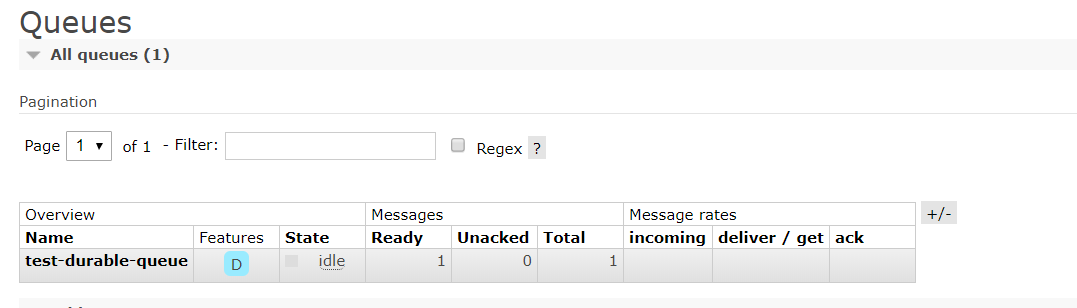 Queues
All queues (1)
Pagination
Page 1 of 1 - Filter: Regex ?
Overview Messages Message rates +/-
Name Features State Ready Unacked Total incoming deliver / get ack
test-durable-queue D idle 1 0 1